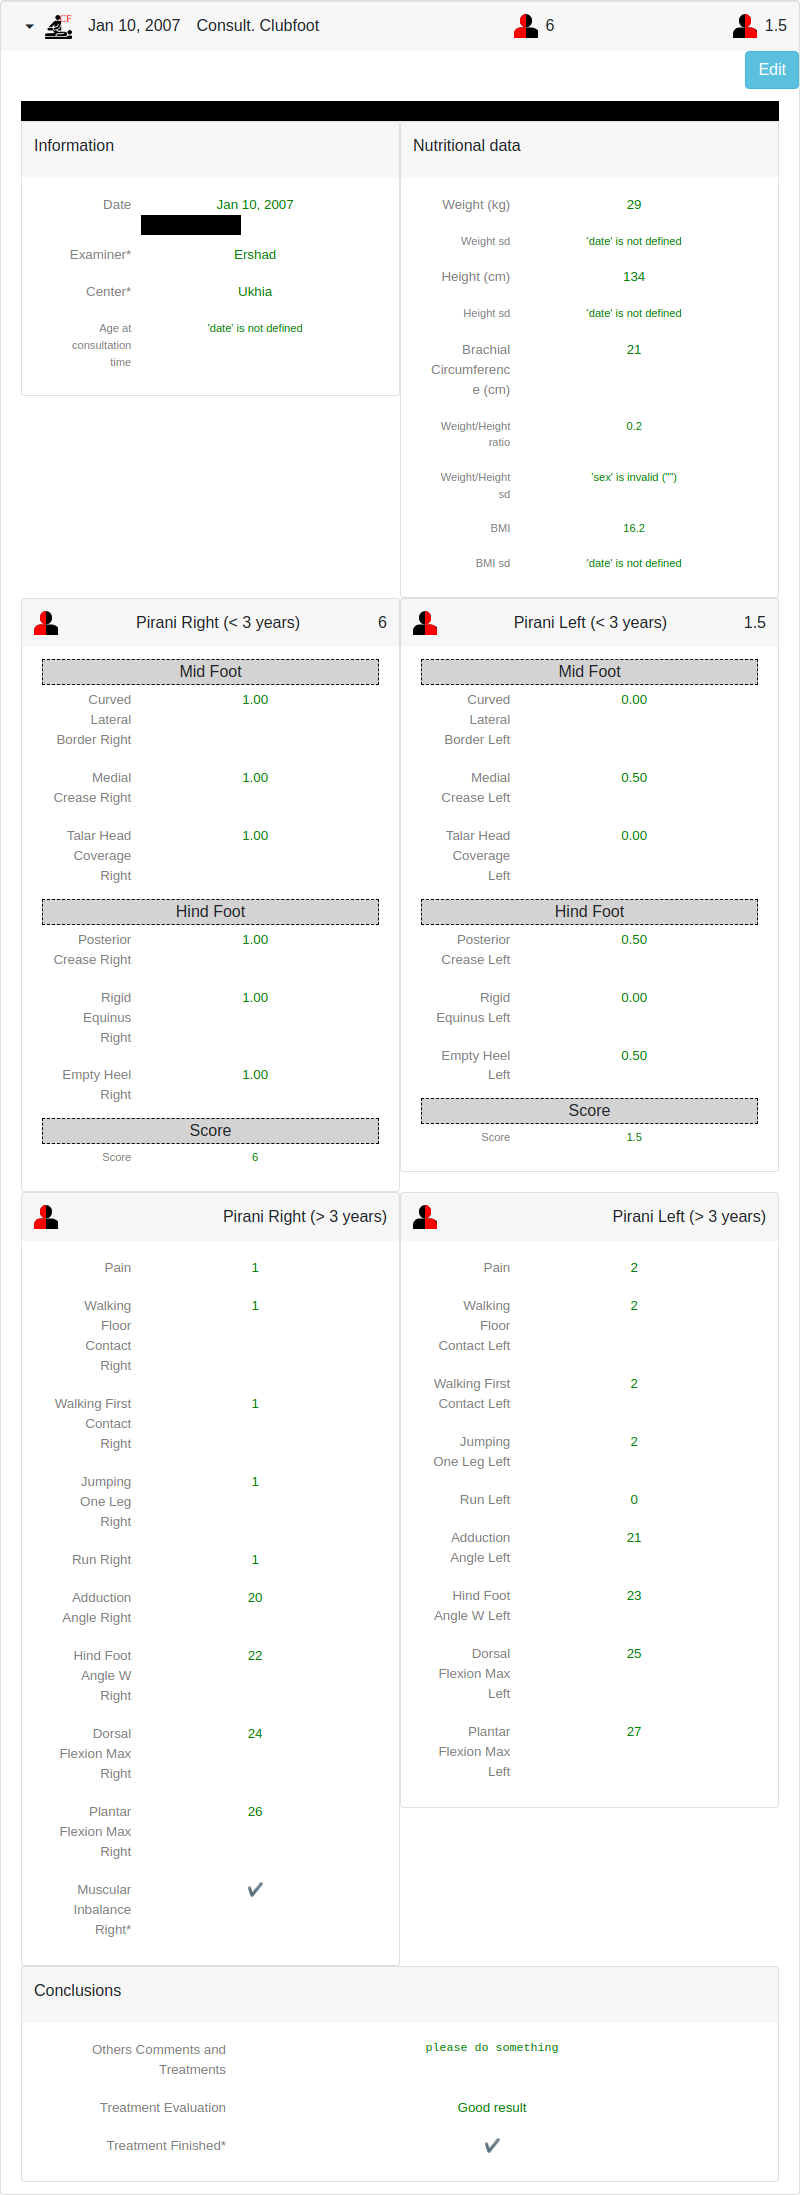 CF Jan 10, 2007 Consult. Clubfoot 6 1.5
Edit
Information
Date Jan 10, 2007
Examiner* Ershad
Center* Ukhia
Age at 'date' is not defined
consultation
time
Nutritional data
Weight (kg) 29
Weight sd 'date' is not defined
Height (cm) 134
Height sd 'date' is not defined
Brachial 21
Circumferenc
e (cm)
Weight/Height 0.2
ratio
Weight/Height 'sex' is invalid ("")
sd
BMI 16.2
BMI sd 'date' is not defined
Pirani Right (< 3 years) 6
Mid Foot
Curved 1.00
Lateral
Border Right
Medial 1.00
Crease Right
Talar Head 1.00
Coverage
Right
Hind Foot
Posterior 1.00
Crease Right
Rigid 1.00
Equinus
Right
Empty Heel 1.00
Right
Score
Score 6
Pirani Left (< 3 years) 1.5
Mid Foot
Curved 0.00
Lateral
Border Left
Medial 0.50
Crease Left
Talar Head 0.00
Coverage
Left
Hind Foot
Posterior 0.50
Crease Left
Rigid 0.00
Equinus Left
Empty Heel 0.50
Left
Score
Score 1.5
Pirani Right (> 3 years)
Pain 1
Walking 1
Floor
Contact
Right
Walking First 1
Contact
Right
Jumping 1
One Leg
Right
Run Right 1
Adduction 20
Angle Right
Hind Foot 22
Angle W
Right
Dorsal 24
Flexion Max
Right
Plantar 26
Flexion Max
Right
Muscular ✔
Inbalance
Right*
Pirani Left (> 3 years)
Pain 2
Walking 2
Floor
Contact Left
Walking First 2
Contact Left
Jumping 2
One Leg Left
Run Left 0
Adduction 21
Angle Left
Hind Foot 23
Angle W Left
Dorsal 25
Flexion Max
Left
Plantar 27
Flexion Max
Left
Conclusions
Others Comments and please do something
Treatments
Treatment Evaluation Good result
Treatment Finished* ✔